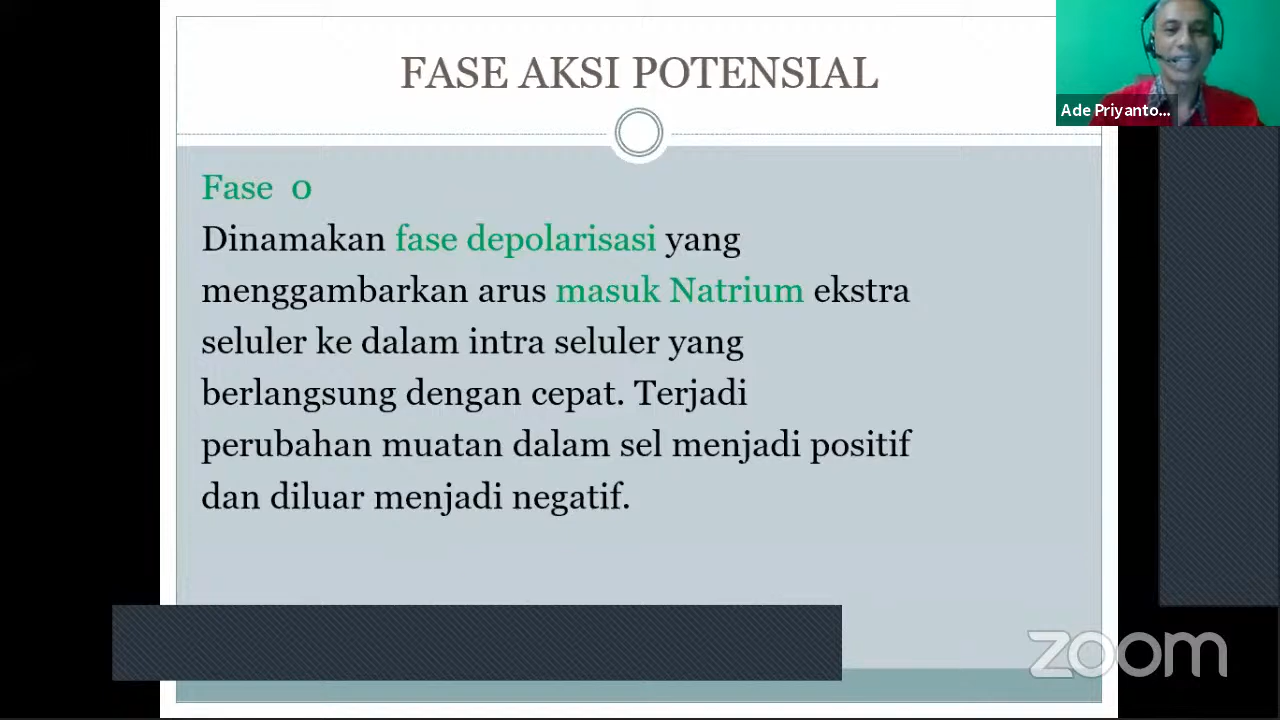 FASE AKSI POTENSIAL
Ade Priyanto...
Fase 0
Dinamakan fase depolarisasi yang
menggambarkan arus masuk Natrium ekstra
seluler ke dalam intra seluler yang
berlangsung dengan cepat. Terjadi
perubahan muatan dalam sel menjadi positif
dan diluar menjadi negatif.
zoom